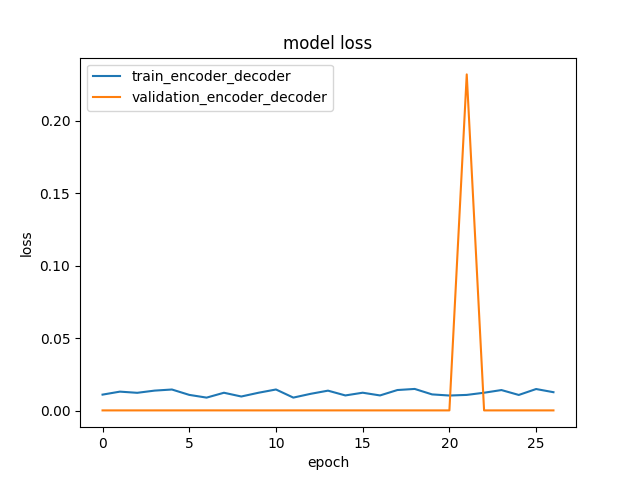 model loss
train_encoder_decoder
validation_encoder_decoder
0.20
0.15
0.10
0.05
0.00
loss
0 5 10 15 20 25
epoch